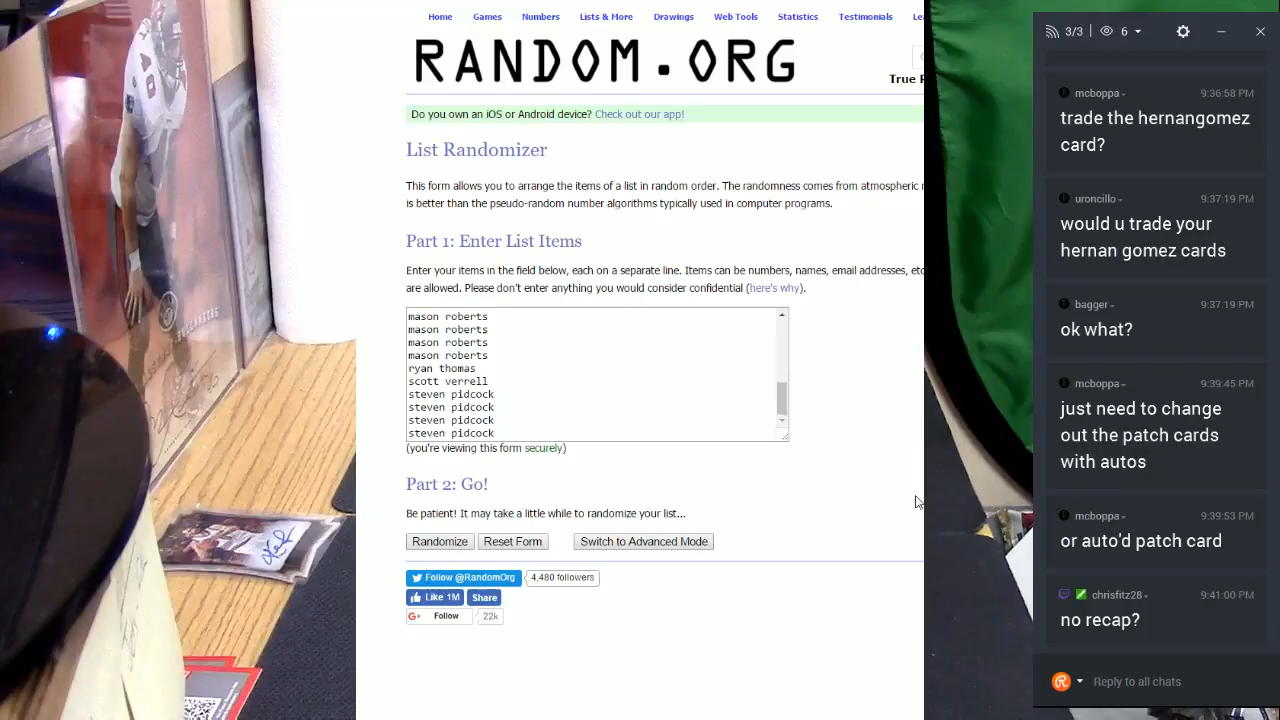 Home Games Numbers Lists & More Drawings Web Tools Statistics Testimonials
RANDOM.ORG
True
Do you own an iOS or Android device? Check out our app!
List Randomizer
This form allows you to arrange the items of a list in random order. The randomness comes from atmospheric
is better than the pseudo-random number algorithms typically used in computer programs.
Part 1: Enter List Items
Enter your items in the field below, each on a separate line. Items can be numbers, names, email addresses, etc
are allowed. Please don't enter anything you would consider confidential (here's why).
mason roberts
mason roberts
mason roberts
mason roberts
ryan thomas
scott verrell
steven pidcock
steven pidcock
steven pidcock
steven pidcock
(you're viewing this form securely)
Part 2: Go!
Be patient! It may take a little while to randomize your list...
Randomize Reset Form Switch to Advanced Mode
Follow @RandomOrg 4,480 followers
Like 1M Share
G+ Follow 22k
3/3 6
mcboppa 9:36:58 PM
trade the hernangomez
card?
uroncillo 9:37:19 PM
would u trade your
hernan gomez cards
bagger 9:37:19 PM
ok what?
mcboppa 9:39:45 PM
just need to change
out the patch cards
with autos
mcboppa 9:39:53 PM
or auto'd patch card
chrisfitz28 9:41:00 PM
no recap?
Reply to all chats